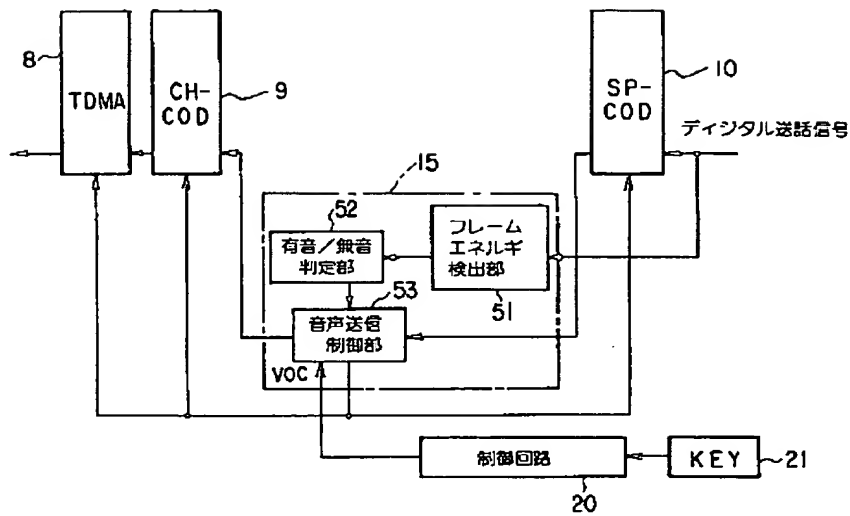 8
TDMA
CH-
COD
9
SP-
COD
10
ディジタル送話信号
15
52
有音/無音
判定部
フレーム
エネルギ
検出部
51
53
音声送信
制御部
VOC
制御回路
20
KEY
21